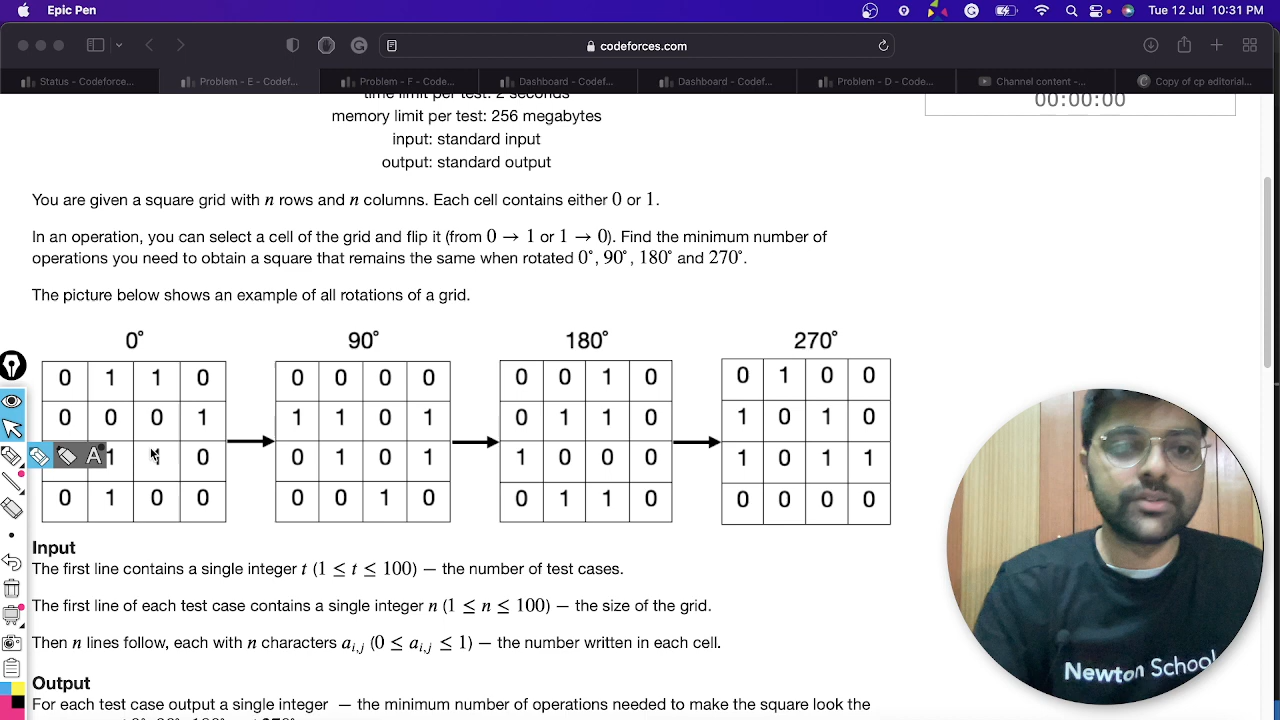 Epic Pen
Tue 12 Jul 10:31 PM
codeforces.com
Status - Codeforce...
Problem - E - Codef...
Problem - F - Code...
Dashboard - Codef...
Dashboard - Codef...
Problem - D - Code...
Channel content -...
Copy of cp editorial...
time limit per test: 2 seconds
memory limit per test: 256 megabytes
input: standard input
output: standard output
00:00:00
You are given a square grid with n rows and n columns. Each cell contains either 0 or 1.
In an operation, you can select a cell of the grid and flip it (from 0 → 1 or 1 → 0). Find the minimum number of
operations you need to obtain a square that remains the same when rotated 0°, 90°, 180° and 270°.
The picture below shows an example of all rotations of a grid.
0° 90° 180° 270°
0 1 1 0 0 0 0 0 0 0 1 0 0 1 0 0
0 0 0 1 1 1 0 1 0 1 1 0 1 0 1 0
A 1 0 0 1 0 1 1 0 0 0 1 0 1 1
0 1 0 0 0 0 1 0 0 1 1 0 0 0 0 0
Input
The first line contains a single integer t (1 ≤ t ≤ 100) — the number of test cases.
The first line of each test case contains a single integer n (1 ≤ n ≤ 100) — the size of the grid.
Then n lines follow, each with n characters a_{i,j} (0 ≤ a_{i,j} ≤ 1) — the number written in each cell.
Output
For each test case output a single integer — the minimum number of operations needed to make the square look the
Newton School